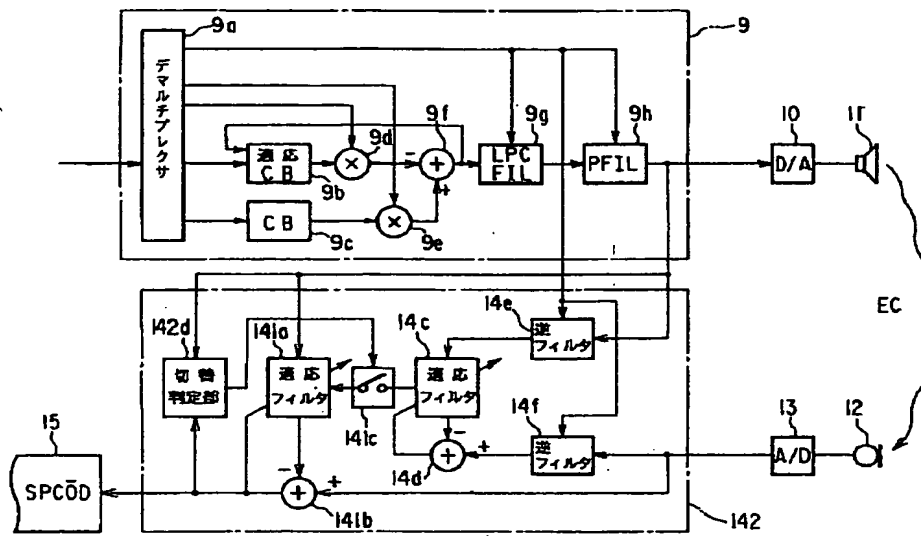 9a
デマルチプレクサ
9
9d
9f
9g
9h
10
11
適応
CB
9b
×
-
+
+
LPC
FIL
PFIL
D/A
CB
9c
×
9e
EC
142d
141a
14c
14e
逆
フィルタ
切替
判定部
適応
フィルタ
141c
適応
フィルタ
14f
逆
フィルタ
13
12
A/D
15
SPCŌD
-
+
14d
+
-
+
141b
+
142